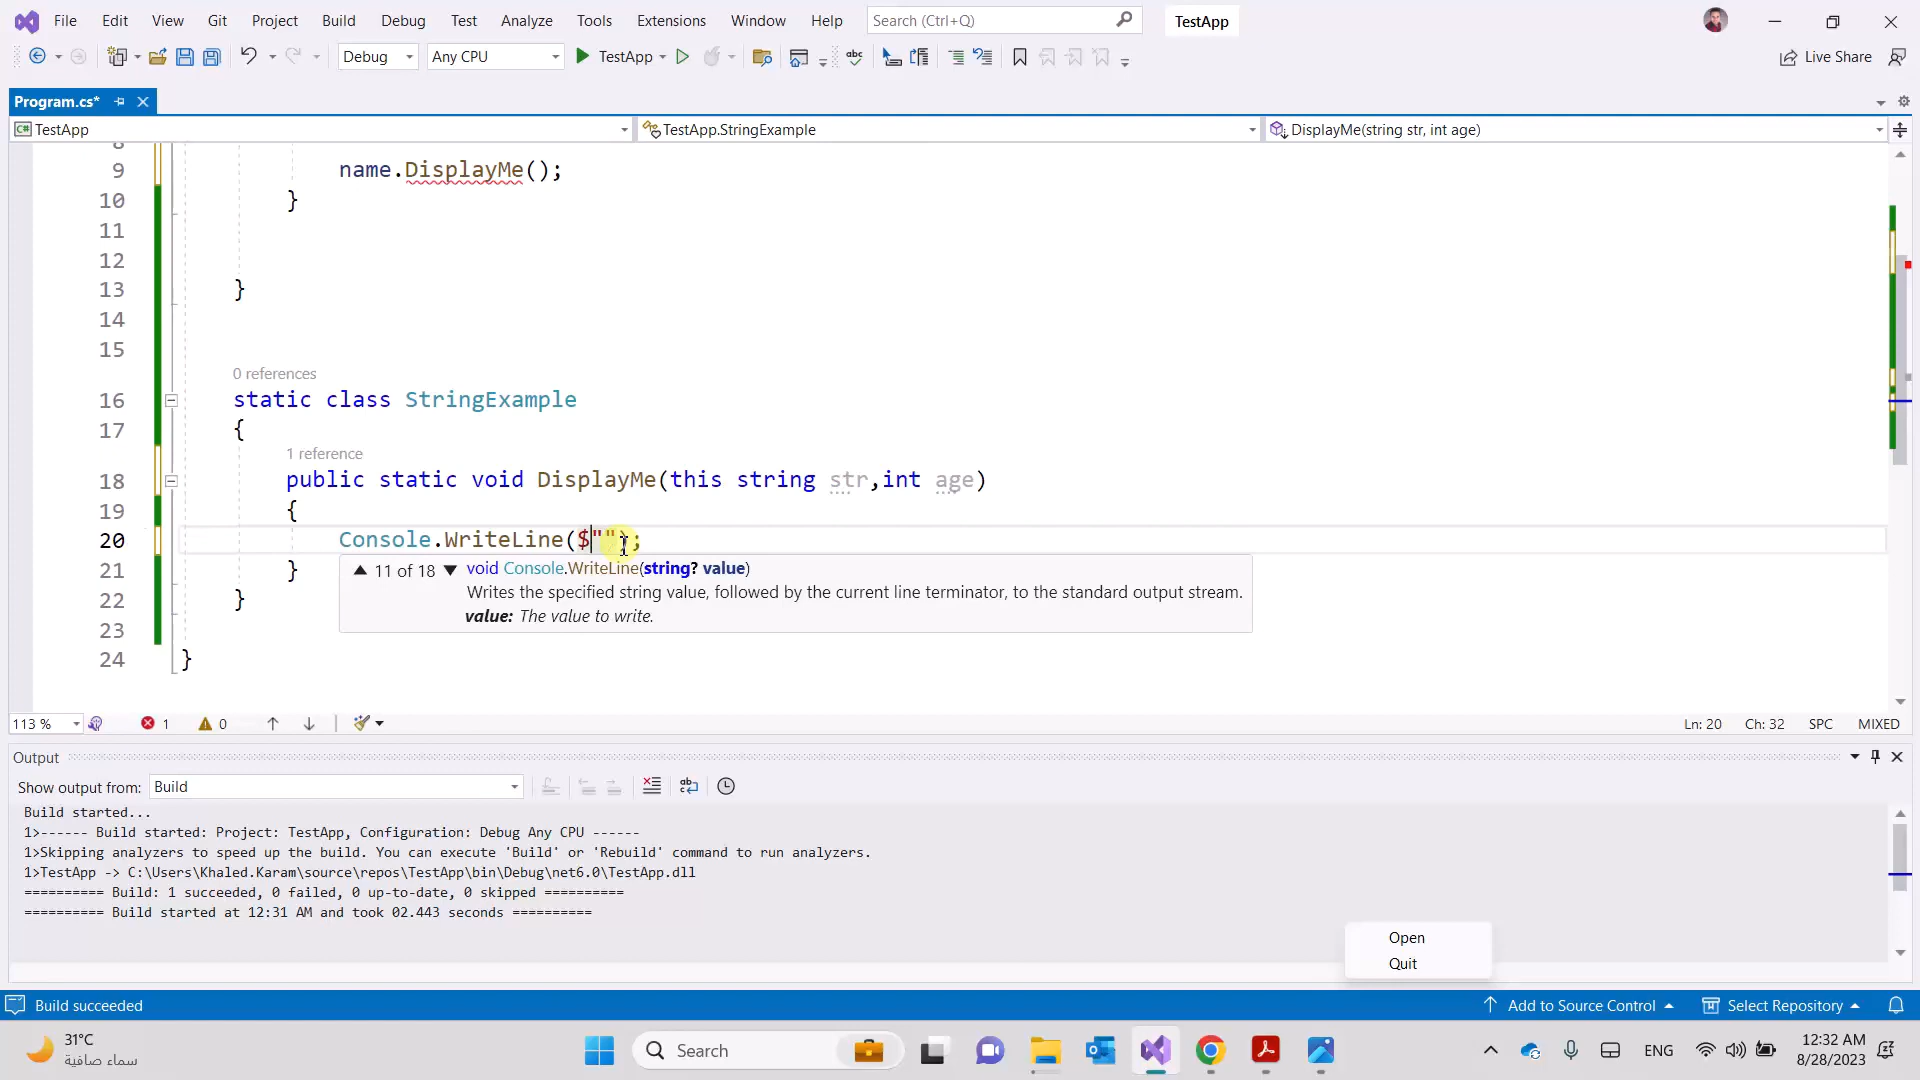 File Edit View Git Project Build Debug Test Analyze Tools Extensions Window Help Search (Ctrl+Q) TestApp
Debug Any CPU TestApp Live Share
Program.cs*
TestApp TestApp.StringExample DisplayMe(string str, int age)
8
9 name.DisplayMe();
10 }
11
12
13 }
14
15
0 references
16 static class StringExample
17 {
1 reference
18 public static void DisplayMe(this string str,int age)
19 {
20 Console.WriteLine($"");
21 }
22 }
23
24 }
11 of 18 void Console.WriteLine(string? value)
Writes the specified string value, followed by the current line terminator, to the standard output stream.
value: The value to write.
113 % 1 0 Ln: 20 Ch: 32 SPC MIXED
Output
Show output from: Build
Build started...
1>------ Build started: Project: TestApp, Configuration: Debug Any CPU ------
1>Skipping analyzers to speed up the build. You can execute 'Build' or 'Rebuild' command to run analyzers.
1>TestApp -> C:\Users\Khaled.Karam\source\repos\TestApp\bin\Debug\net6.0\TestApp.dll
========== Build: 1 succeeded, 0 failed, 0 up-to-date, 0 skipped ==========
========== Build started at 12:31 AM and took 02.443 seconds ==========
Open
Quit
Build succeeded Add to Source Control Select Repository
31°C
سماء صافية
Search
ENG
12:32 AM
8/28/2023